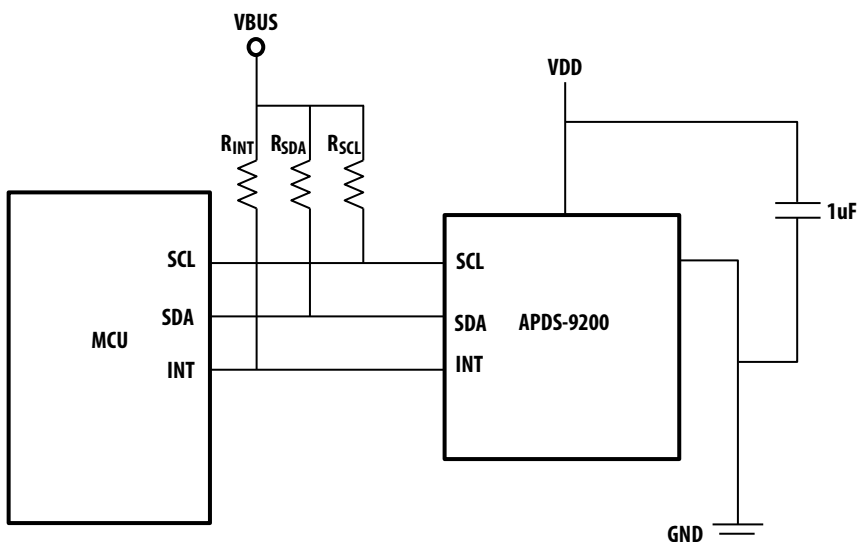 VBUS
VDD
RINT RSDA RSCL
1uF
SCL SCL
SDA SDA APDS-9200
MCU
INT INT
GND